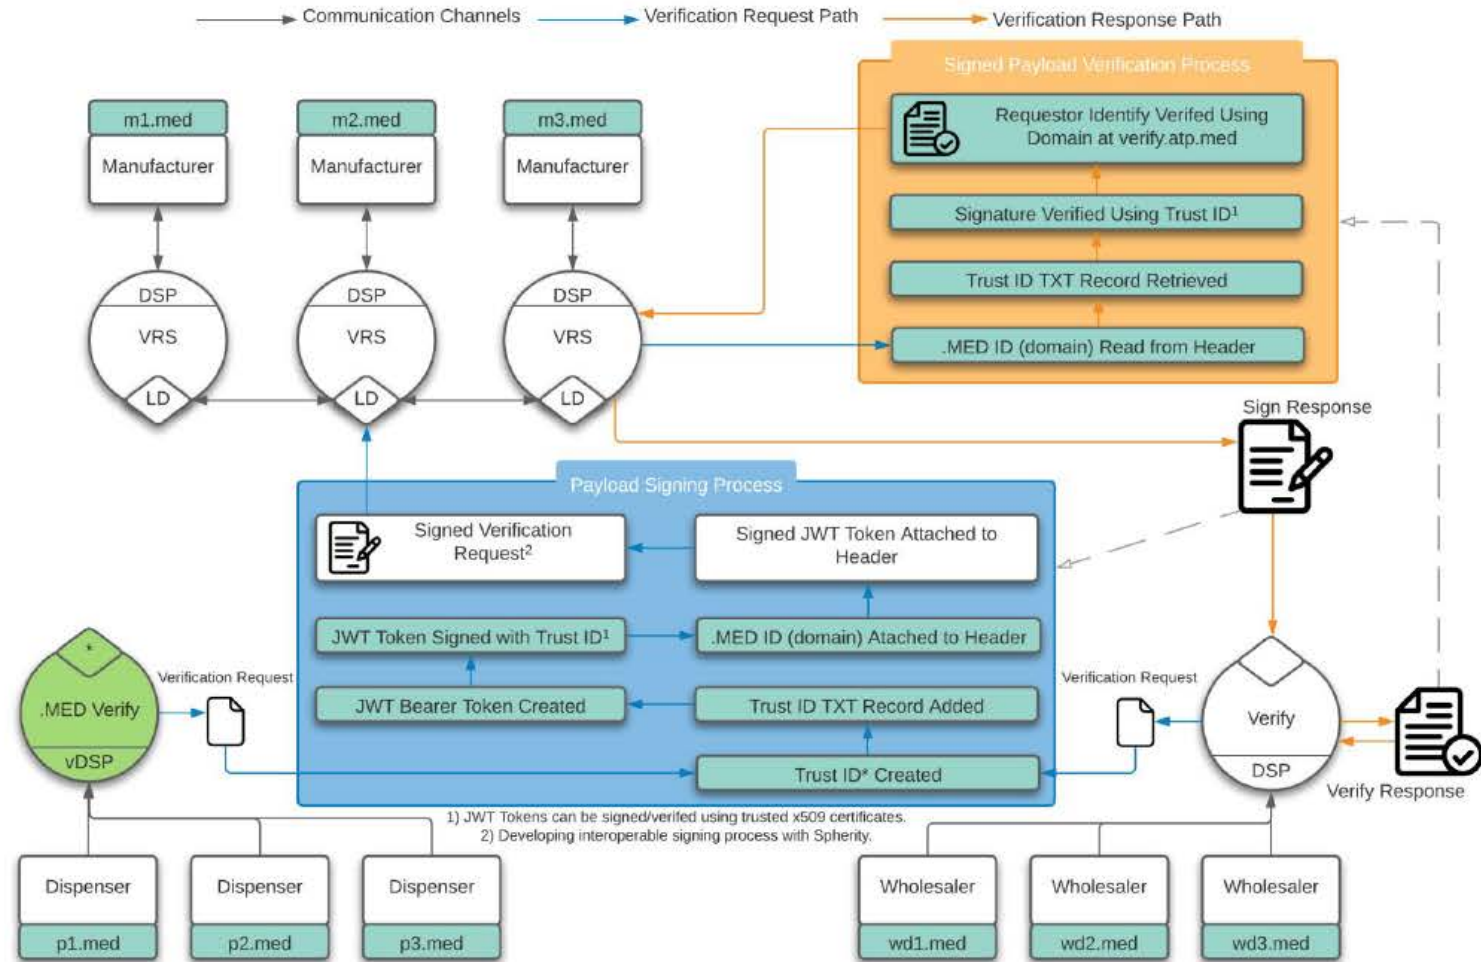 Communication Channels
Verification Request Path
Verification Response Path
Signed Payload Verification Process
Requestor Identify Verifed Using
Domain at verify.atp.med
Signature Verified Using Trust ID¹
Trust ID TXT Record Retrieved
.MED ID (domain) Read from Header
m1.med
Manufacturer
m2.med
Manufacturer
m3.med
Manufacturer
DSP
VRS
LD
DSP
VRS
LD
DSP
VRS
LD
Sign Response
Payload Signing Process
Signed Verification
Request²
Signed JWT Token Attached to
Header
JWT Token Signed with Trust ID¹
.MED ID (domain) Atached to Header
JWT Bearer Token Created
Trust ID TXT Record Added
Trust ID* Created
*
.MED Verify
vDSP
Verification Request
Verification Request
Verify
DSP
Verify Response
1) JWT Tokens can be signed/verifed using trusted x509 certificates.
2) Developing interoperable signing process with Spherity.
Dispenser
p1.med
Dispenser
p2.med
Dispenser
p3.med
Wholesaler
wd1.med
Wholesaler
wd2.med
Wholesaler
wd3.med